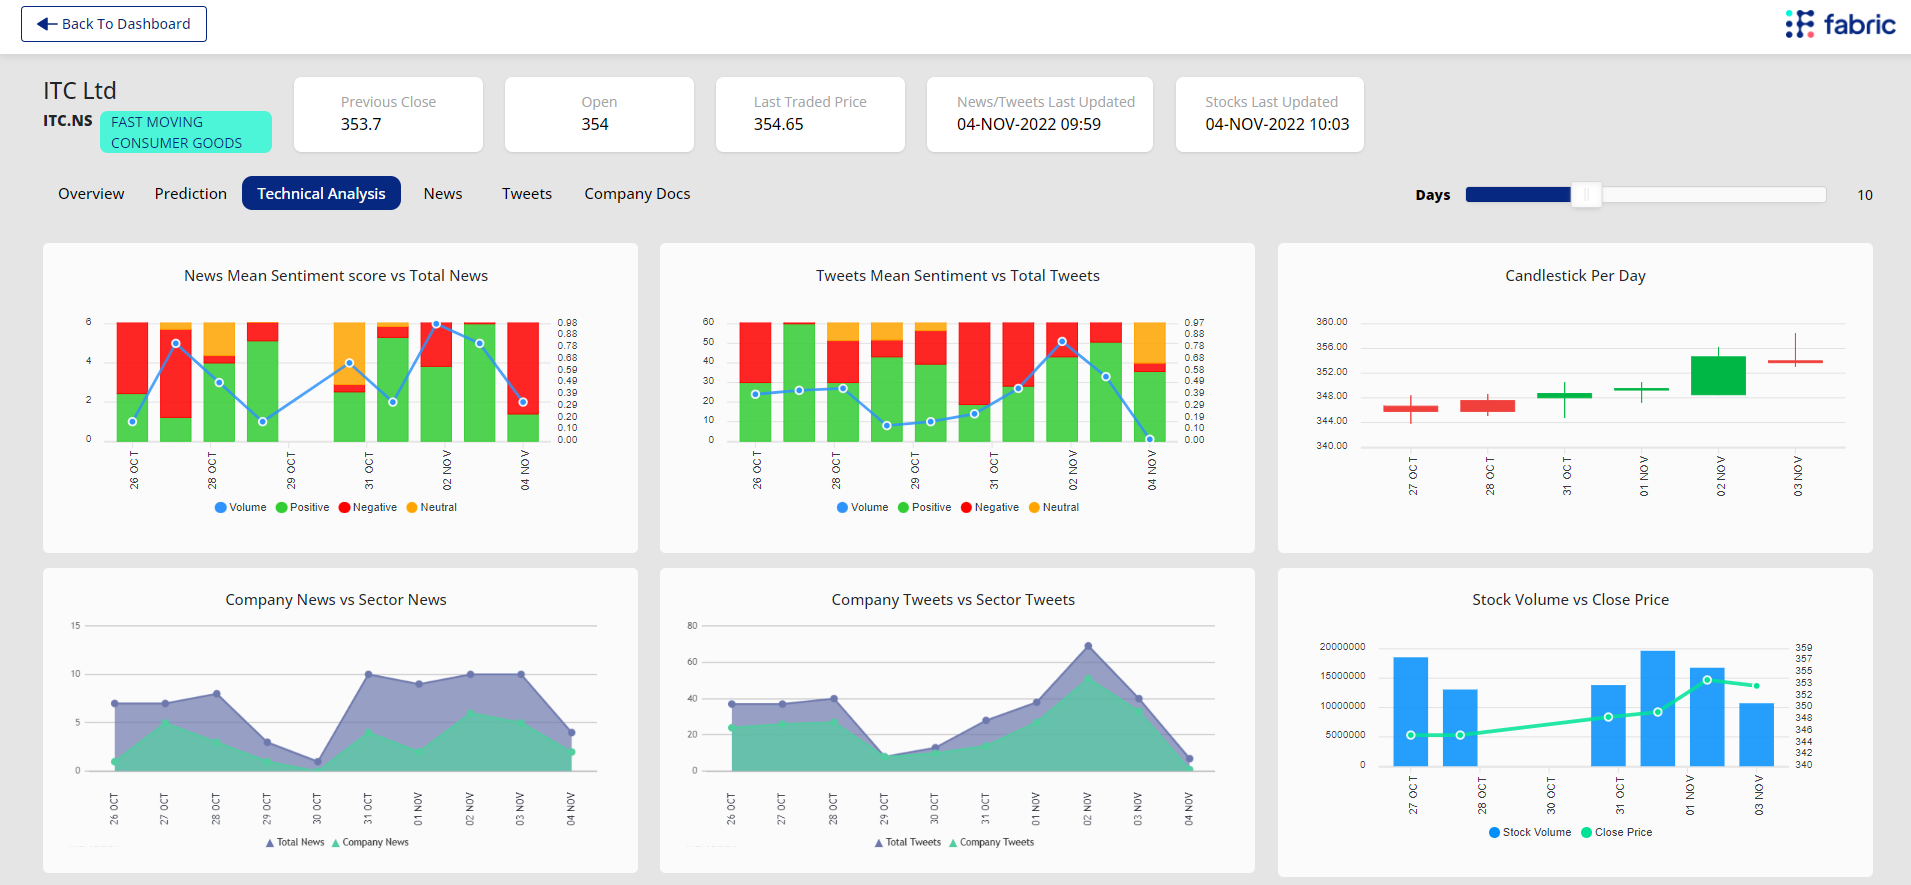 Back To Dashboard
fabric
ITC Ltd
ITC.NS
FAST MOVING
CONSUMER GOODS
Previous Close
353.7
Open
354
Last Traded Price
354.65
News/Tweets Last Updated
04-NOV-2022 09:59
Stocks Last Updated
04-NOV-2022 10:03
Overview Prediction Technical Analysis News Tweets Company Docs
Days 10
News Mean Sentiment score vs Total News
6
4
2
0
0.98
0.88
0.78
0.68
0.59
0.49
0.39
0.29
0.20
0.10
0.00
26 OCT
28 OCT
29 OCT
31 OCT
02 NOV
04 NOV
Volume Positive Negative Neutral
Tweets Mean Sentiment vs Total Tweets
60
50
40
30
20
10
0
0.97
0.88
0.78
0.68
0.58
0.49
0.39
0.29
0.19
0.10
0.00
26 OCT
28 OCT
29 OCT
31 OCT
02 NOV
04 NOV
Volume Positive Negative Neutral
Candlestick Per Day
360.00
356.00
352.00
348.00
344.00
340.00
27 OCT
28 OCT
31 OCT
01 NOV
02 NOV
03 NOV
Company News vs Sector News
15
10
5
0
26 OCT
27 OCT
28 OCT
29 OCT
30 OCT
31 OCT
01 NOV
02 NOV
03 NOV
04 NOV
Total News Company News
Company Tweets vs Sector Tweets
80
60
40
20
0
26 OCT
27 OCT
28 OCT
29 OCT
30 OCT
31 OCT
01 NOV
02 NOV
03 NOV
04 NOV
Total Tweets Company Tweets
Stock Volume vs Close Price
20000000
15000000
10000000
5000000
0
359
357
355
353
352
350
348
346
344
342
340
27 OCT
28 OCT
30 OCT
31 OCT
01 NOV
03 NOV
Stock Volume Close Price